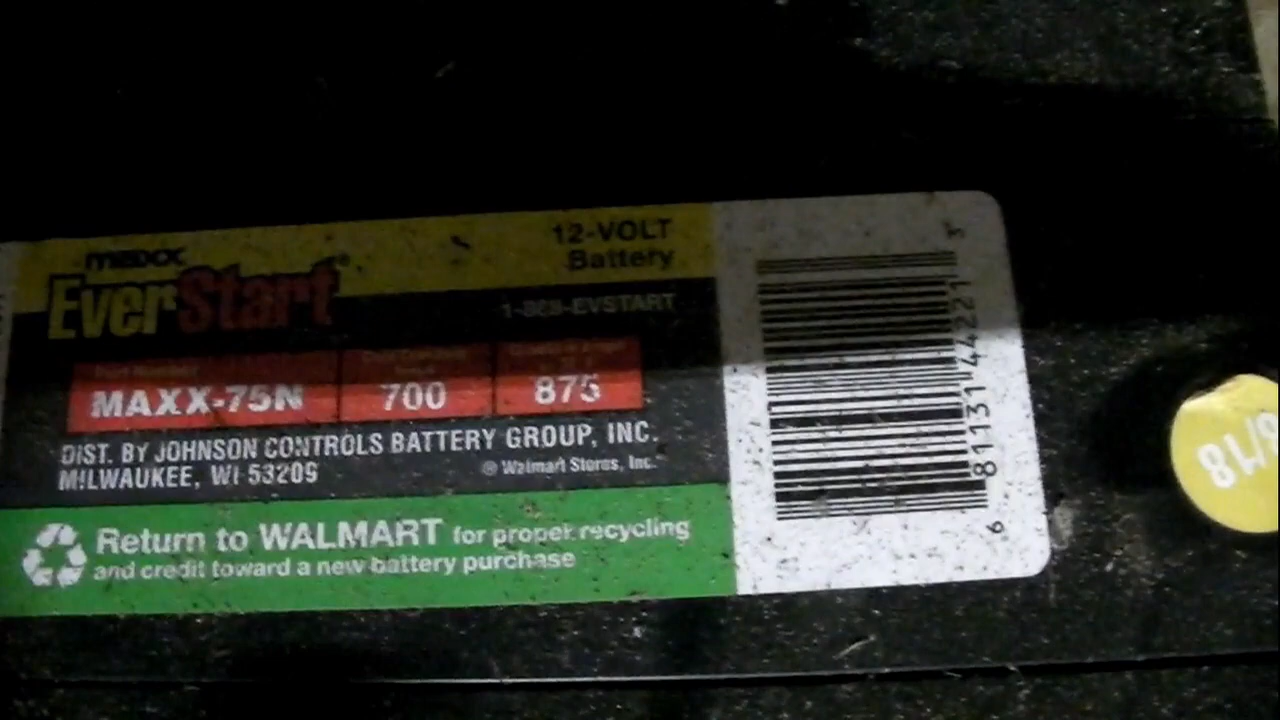 maxx
EverStart
12-VOLT
Battery
1-888-EVSTART
MAXX-75N 700 875
DIST. BY JOHNSON CONTROLS BATTERY GROUP, INC.
MILWAUKEE, WI 53209
© Walmart Stores, Inc.
Return to WALMART for proper recycling
and credit toward a new battery purchase
6 81131 44221 5
/18